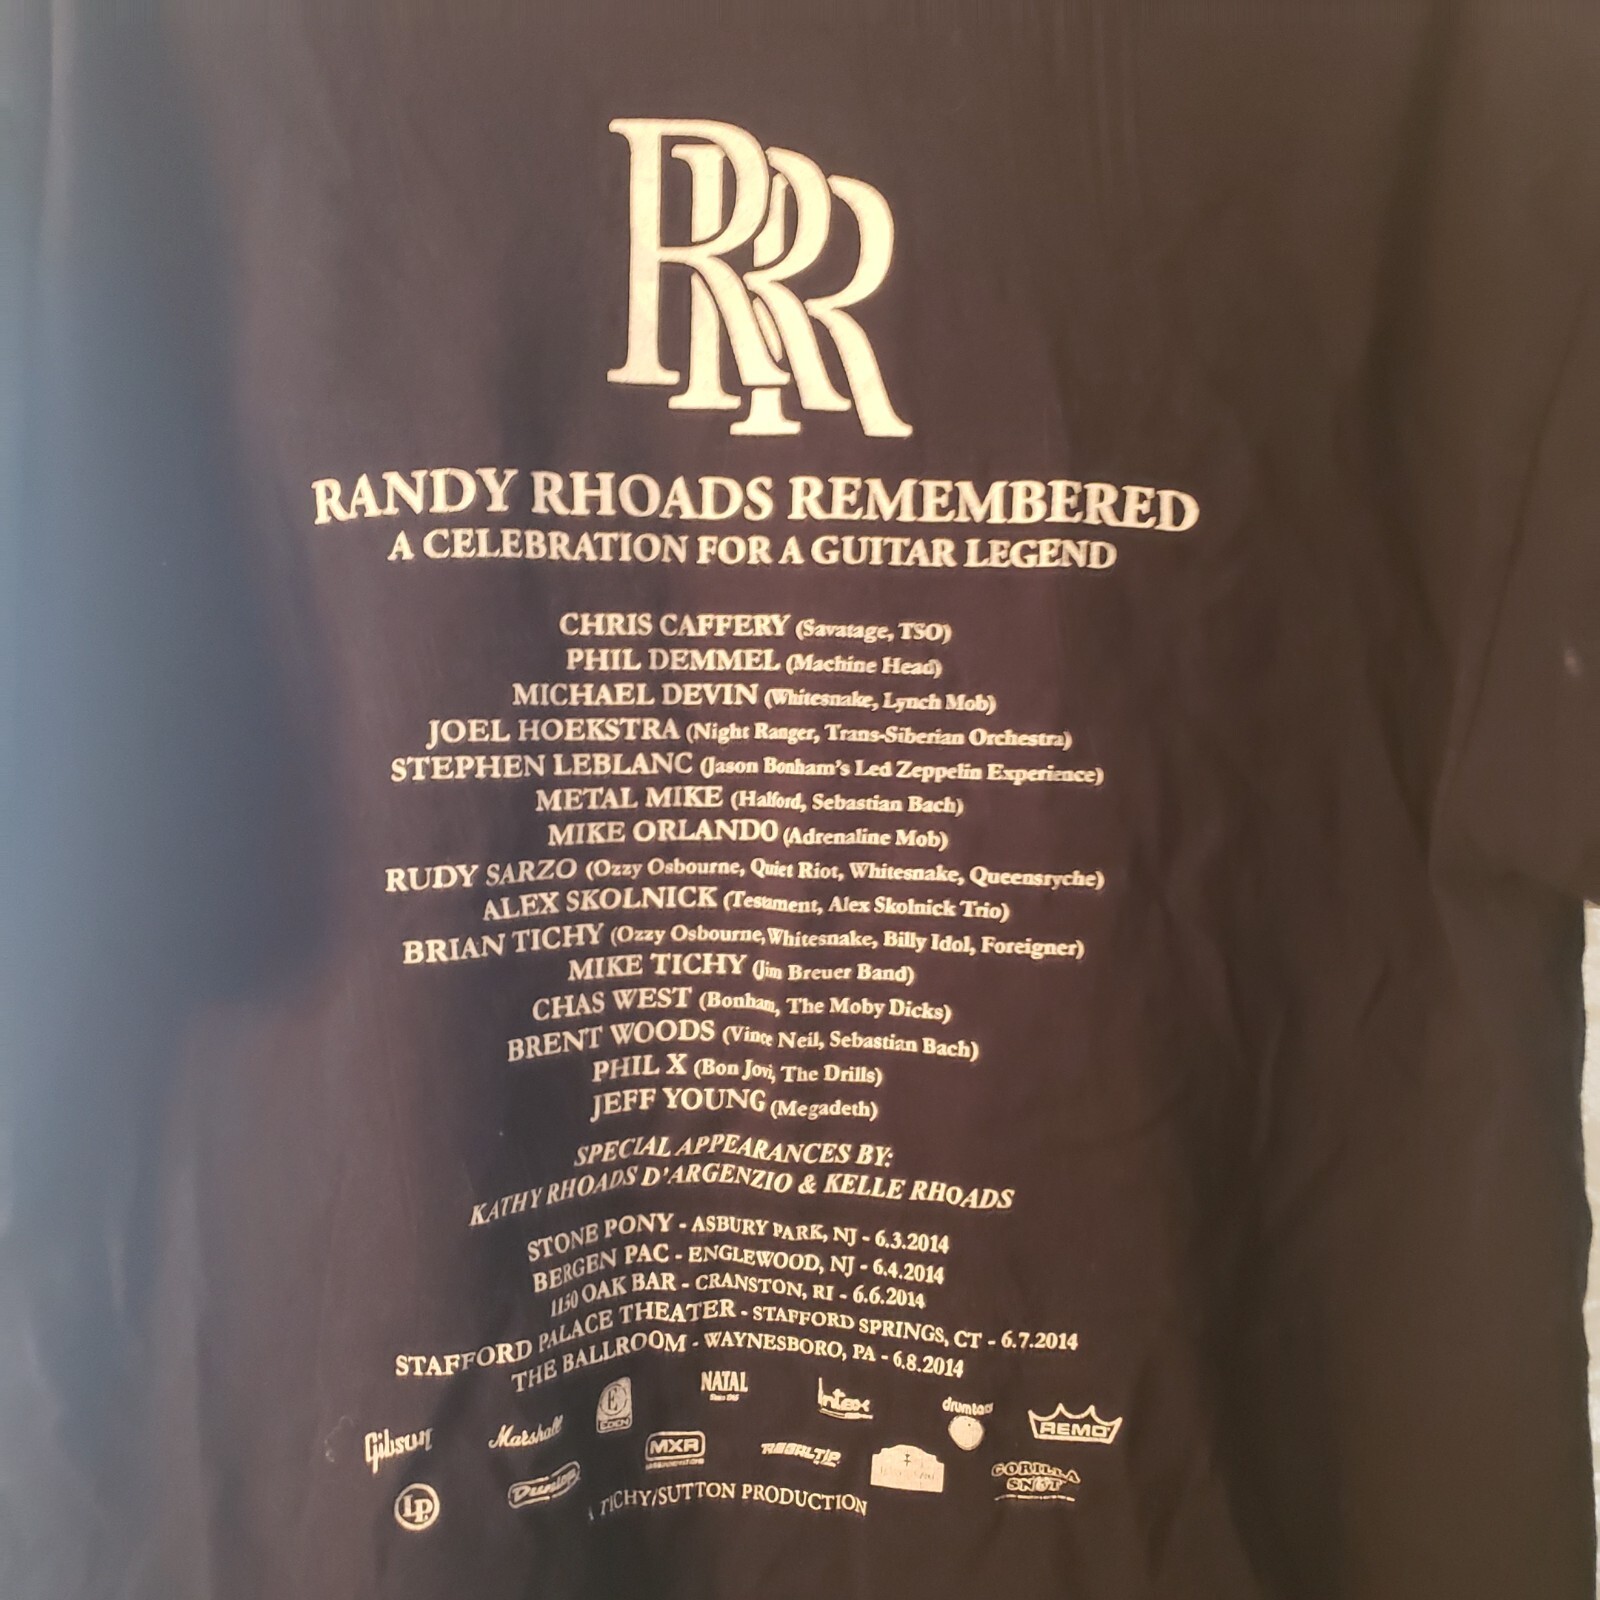 RRR
RANDY RHOADS REMEMBERED
A CELEBRATION FOR A GUITAR LEGEND
CHRIS CAFFERY (Savatage, TSO)
PHIL DEMMEL (Machine Head)
MICHAEL DEVIN (Whitesnake, Lynch Mob)
JOEL HOEKSTRA (Night Ranger, Trans-Siberian Orchestra)
STEPHEN LEBLANC (Jason Bonham's Led Zeppelin Experience)
METAL MIKE (Halford, Sebastian Bach)
MIKE ORLANDO (Adrenaline Mob)
RUDY SARZO (Ozzy Osbourne, Quiet Riot, Whitesnake, Queensryche)
ALEX SKOLNICK (Testament, Alex Skolnick Trio)
BRIAN TICHY (Ozzy Osbourne, Whitesnake, Billy Idol, Foreigner)
MIKE TICHY (Jim Breuer Band)
CHAS WEST (Bonham, The Moby Dicks)
BRENT WOODS (Vince Neil, Sebastian Bach)
PHIL X (Bon Jovi, The Drills)
JEFF YOUNG (Megadeth)
SPECIAL APPEARANCES BY:
KATHY RHOADS D'ARGENZIO & KELLE RHOADS
STONE PONY - ASBURY PARK, NJ - 6.3.2014
BERGEN PAC - ENGLEWOOD, NJ - 6.4.2014
1150 OAK BAR - CRANSTON, RI - 6.6.2014
STAFFORD PALACE THEATER - STAFFORD SPRINGS, CT - 6.7.2014
THE BALLROOM - WAYNESBORO, PA - 6.8.2014
Gibson Marshall E EDEN NATAL Intex drumtacs REMO
LP Dunlop MXR REGALTIP GORILLA SNOT
A TICHY/SUTTON PRODUCTION